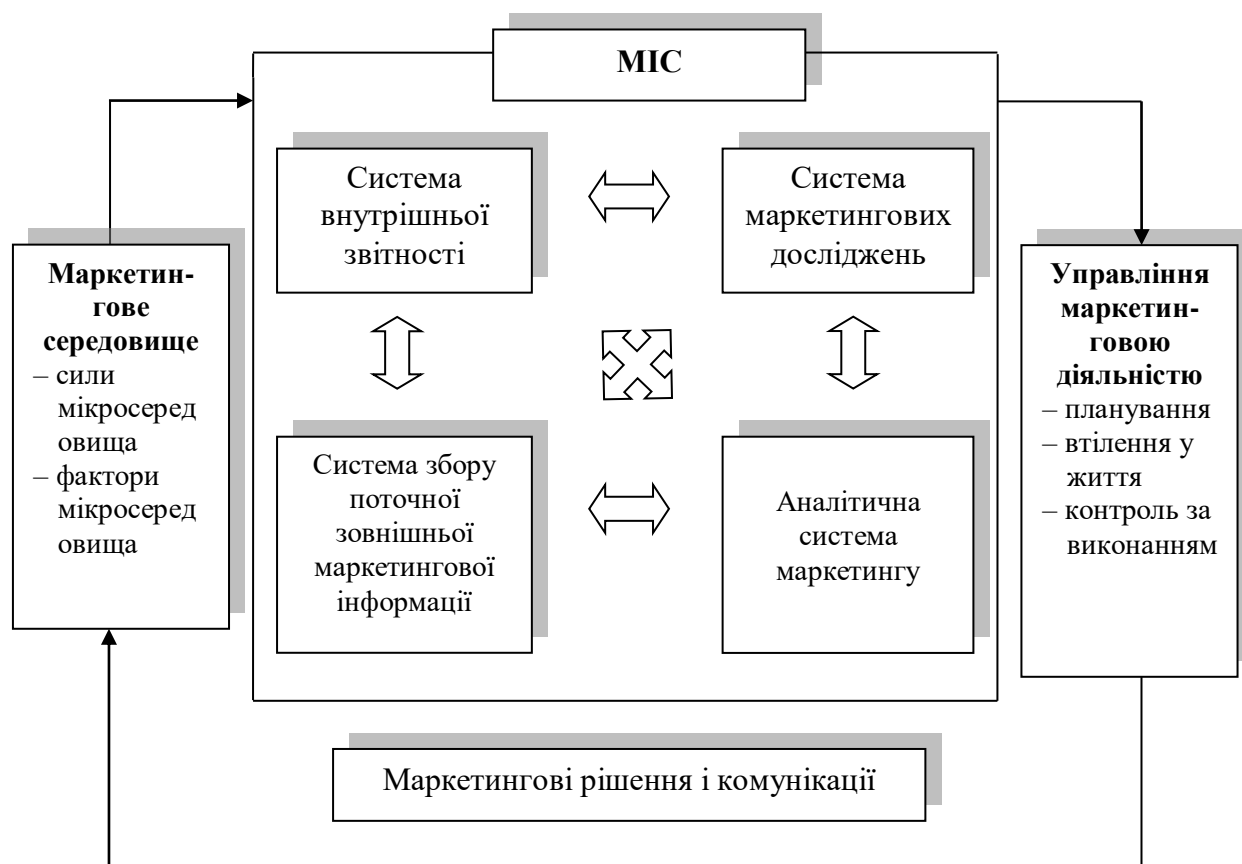 МІС
Система
внутрішньої
звітності
Система
маркетингових
досліджень
Маркетин-
гове
середовище
– сили
мікросеред
овища
– фактори
мікросеред
овища
Управління
маркетин-
говою
діяльністю
– планування
– втілення у
життя
– контроль за
виконанням
Система збору
поточної
зовнішньої
маркетингової
інформації
Аналітична
система
маркетингу
Маркетингові рішення і комунікації